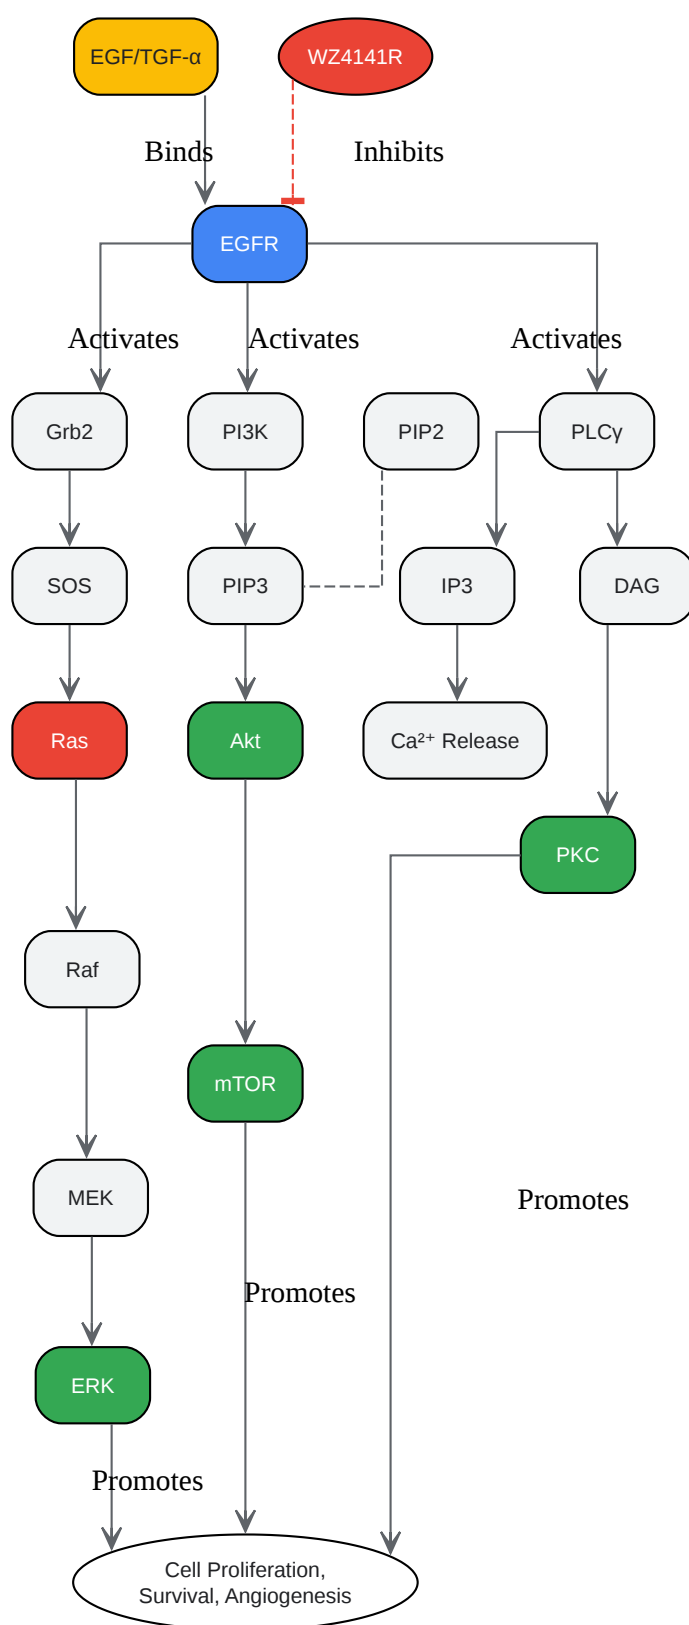 EGF/TGF-α
WZ4141R
Binds
Inhibits
EGFR
Activates
Activates
Activates
Grb2
PI3K
PIP2
PLCγ
SOS
PIP3
IP3
DAG
Ras
Akt
Ca²⁺ Release
PKC
Raf
mTOR
MEK
Promotes
Promotes
ERK
Promotes
Cell Proliferation,
Survival, Angiogenesis